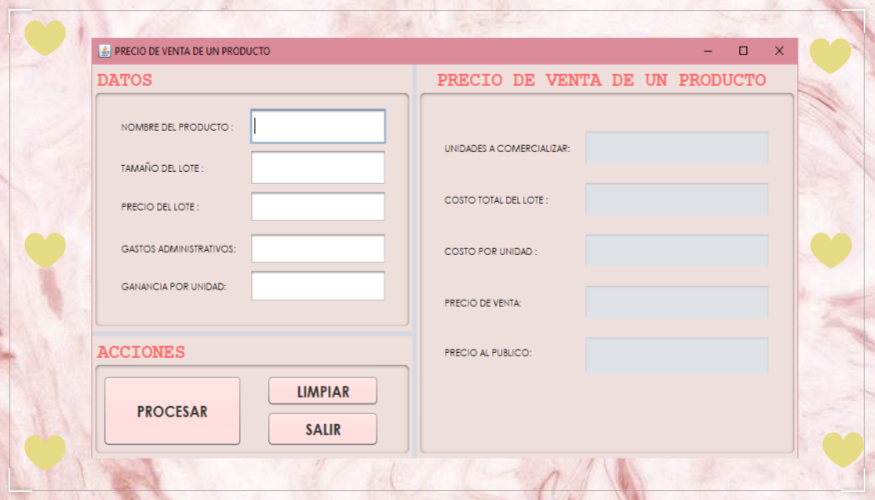 PRECIO DE VENTA DE UN PRODUCTO
DATOS
NOMBRE DEL PRODUCTO :
TAMAÑO DEL LOTE :
PRECIO DEL LOTE :
GASTOS ADMINISTRATIVOS:
GANANCIA POR UNIDAD:
ACCIONES
PROCESAR
LIMPIAR
SALIR
PRECIO DE VENTA DE UN PRODUCTO
UNIDADES A COMERCIALIZAR:
COSTO TOTAL DEL LOTE :
COSTO POR UNIDAD :
PRECIO DE VENTA:
PRECIO AL PUBLICO: